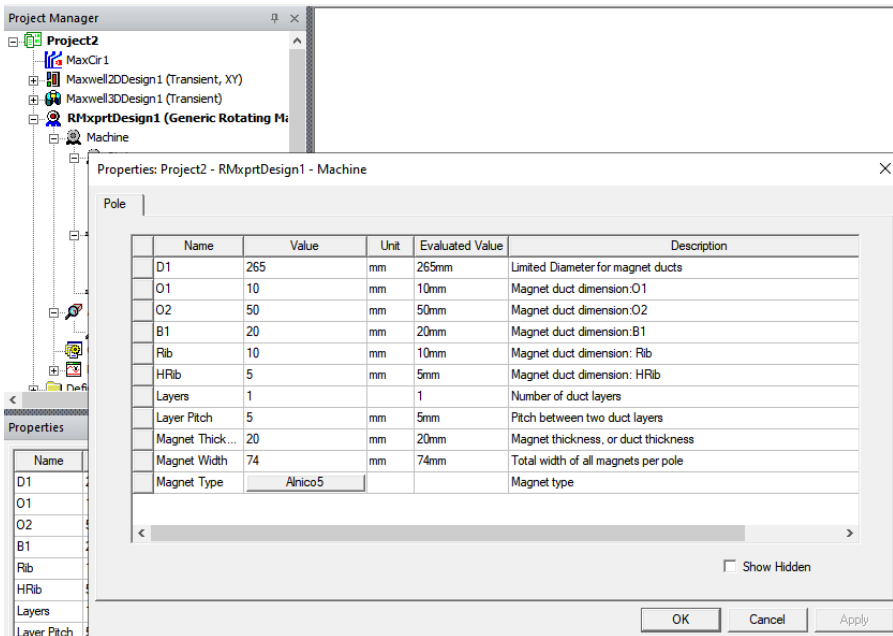 Project Manager
Project2
MaxCir1
Maxwell2DDesign1 (Transient, XY)
Maxwell3DDesign1 (Transient)
RMxprtDesign1 (Generic Rotating Ma
Machine
Properties: Project2 - RMxprtDesign1 - Machine
Pole
Name Value Unit Evaluated Value Description
D1 265 mm 265mm Limited Diameter for magnet ducts
O1 10 mm 10mm Magnet duct dimension:O1
O2 50 mm 50mm Magnet duct dimension:O2
B1 20 mm 20mm Magnet duct dimension:B1
Rib 10 mm 10mm Magnet duct dimension: Rib
HRib 5 mm 5mm Magnet duct dimension: HRib
Layers 1 1 Number of duct layers
Layer Pitch 5 mm 5mm Pitch between two duct layers
Magnet Thick... 20 mm 20mm Magnet thickness, or duct thickness
Magnet Width 74 mm 74mm Total width of all magnets per pole
Magnet Type Alnico5 Magnet type
Show Hidden
OK Cancel Apply
Defi
Properties
Name
D1
O1
O2
B1
Rib
HRib
Layers
Layer Pitch